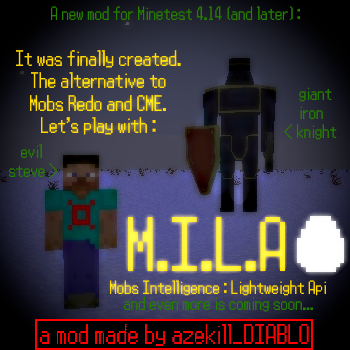 A new mod for Minetest 4.14 (and later):
It was finally created.
The alternative to
Mobs Redo and CME.
Let's play with:
giant
iron
knight
evil
steve
M.I.L.A
Mobs Intelligence: Lightweight Api
and even more is coming soon...
a mod made by azekill_DIABLO